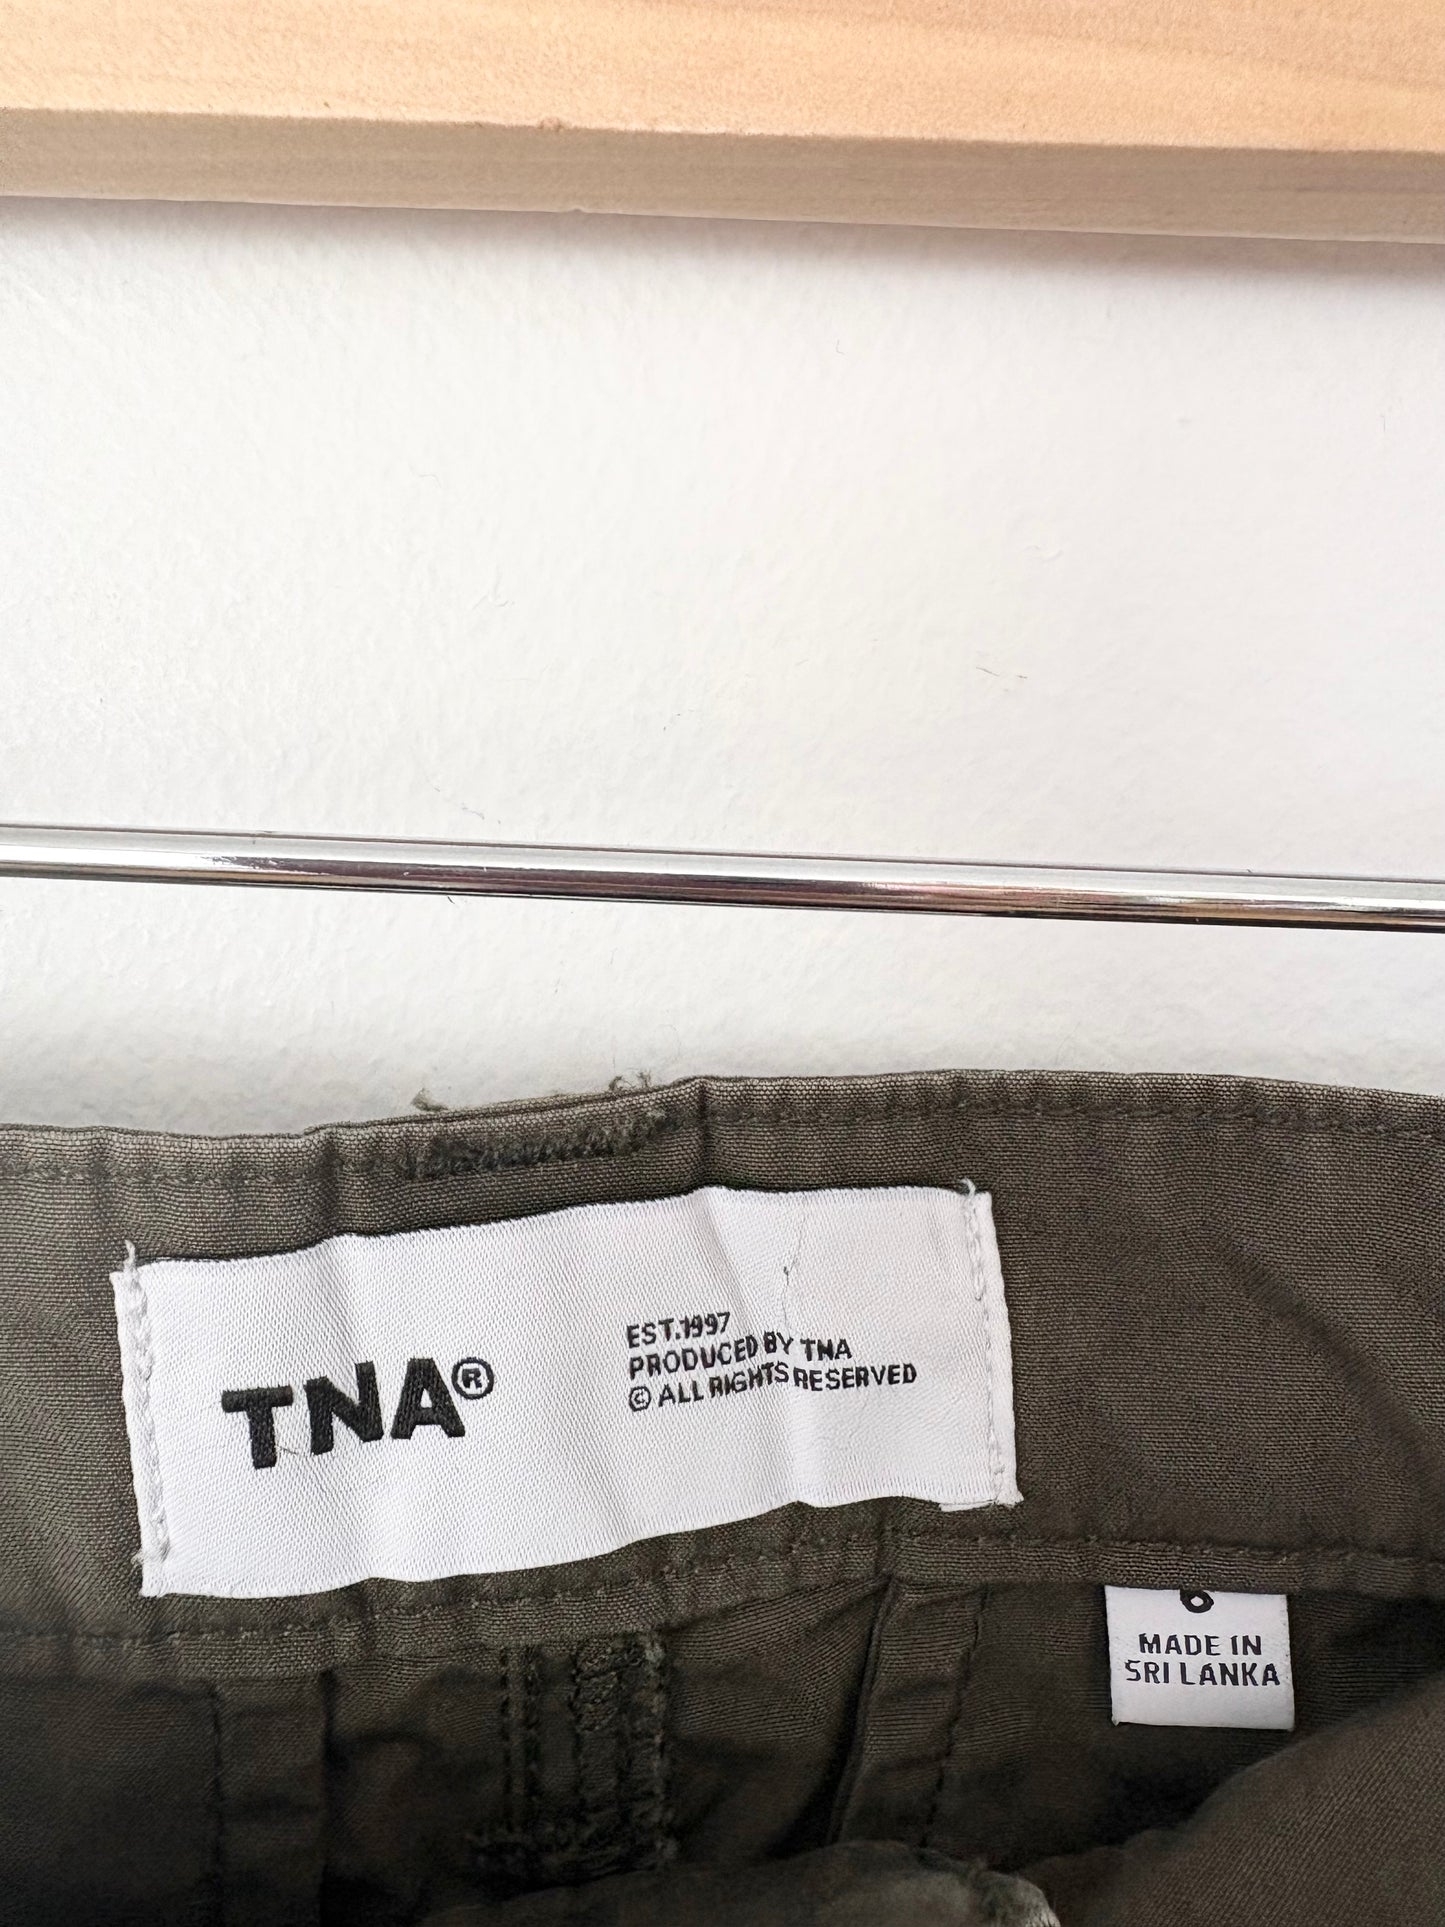 TNA®
EST.1997
PRODUCED BY TNA
© ALL RIGHTS RESERVED
6
MADE IN
SRI LANKA